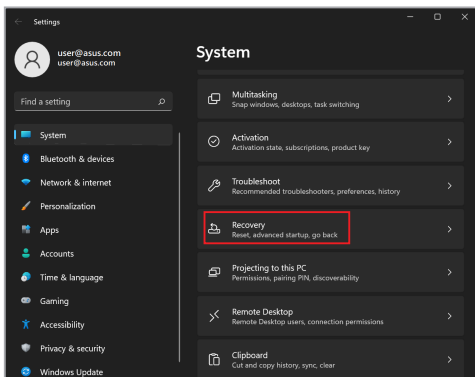 Settings
user@asus.com
user@asus.com
Find a setting
System
Bluetooth & devices
Network & internet
Personalization
Apps
Accounts
Time & language
Gaming
Accessibility
Privacy & security
Windows Update
System
Multitasking
Snap windows, desktops, task switching
Activation
Activation state, subscriptions, product key
Troubleshoot
Recommended troubleshooters, preferences, history
Recovery
Reset, advanced startup, go back
Projecting to this PC
Permissions, pairing PIN, discoverability
Remote Desktop
Remote Desktop users, connection permissions
Clipboard
Cut and copy history, sync, clear